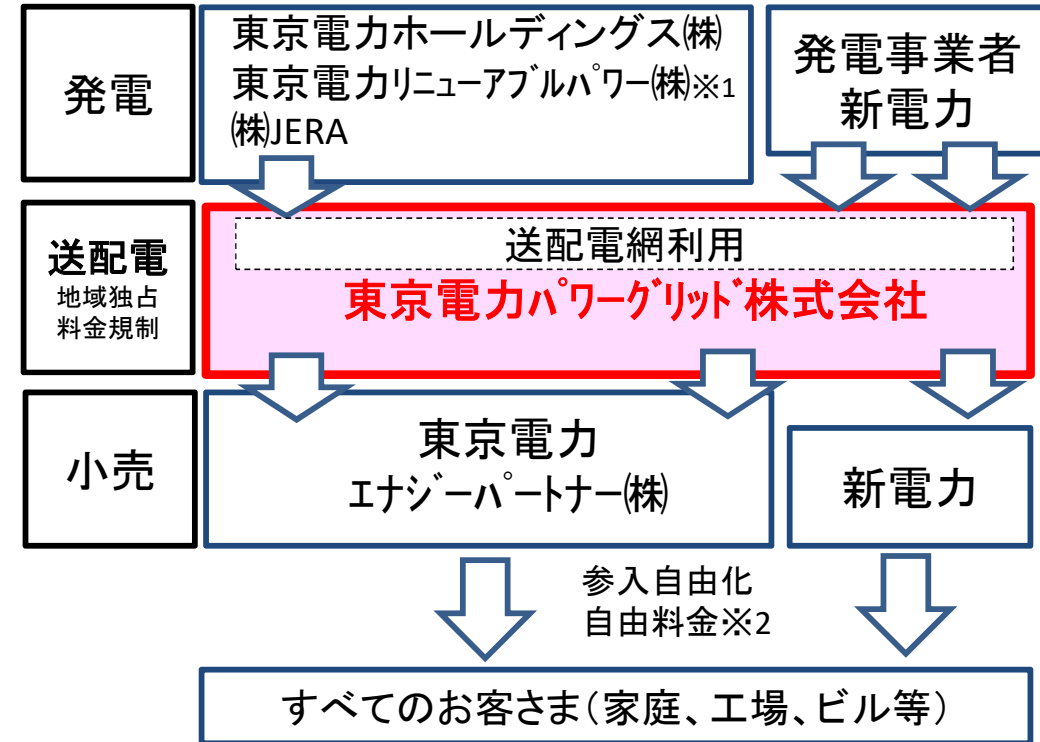 発電
東京電力ホールディングス㈱
東京電力リニューアブルパワー㈱※1
㈱JERA
発電事業者
新電力
送配電
地域独占
料金規制
送配電網利用
東京電力パワーグリッド株式会社
小売
東京電力
エナジーパートナー㈱
新電力
参入自由化
自由料金※2
すべてのお客さま(家庭、工場、ビル等)